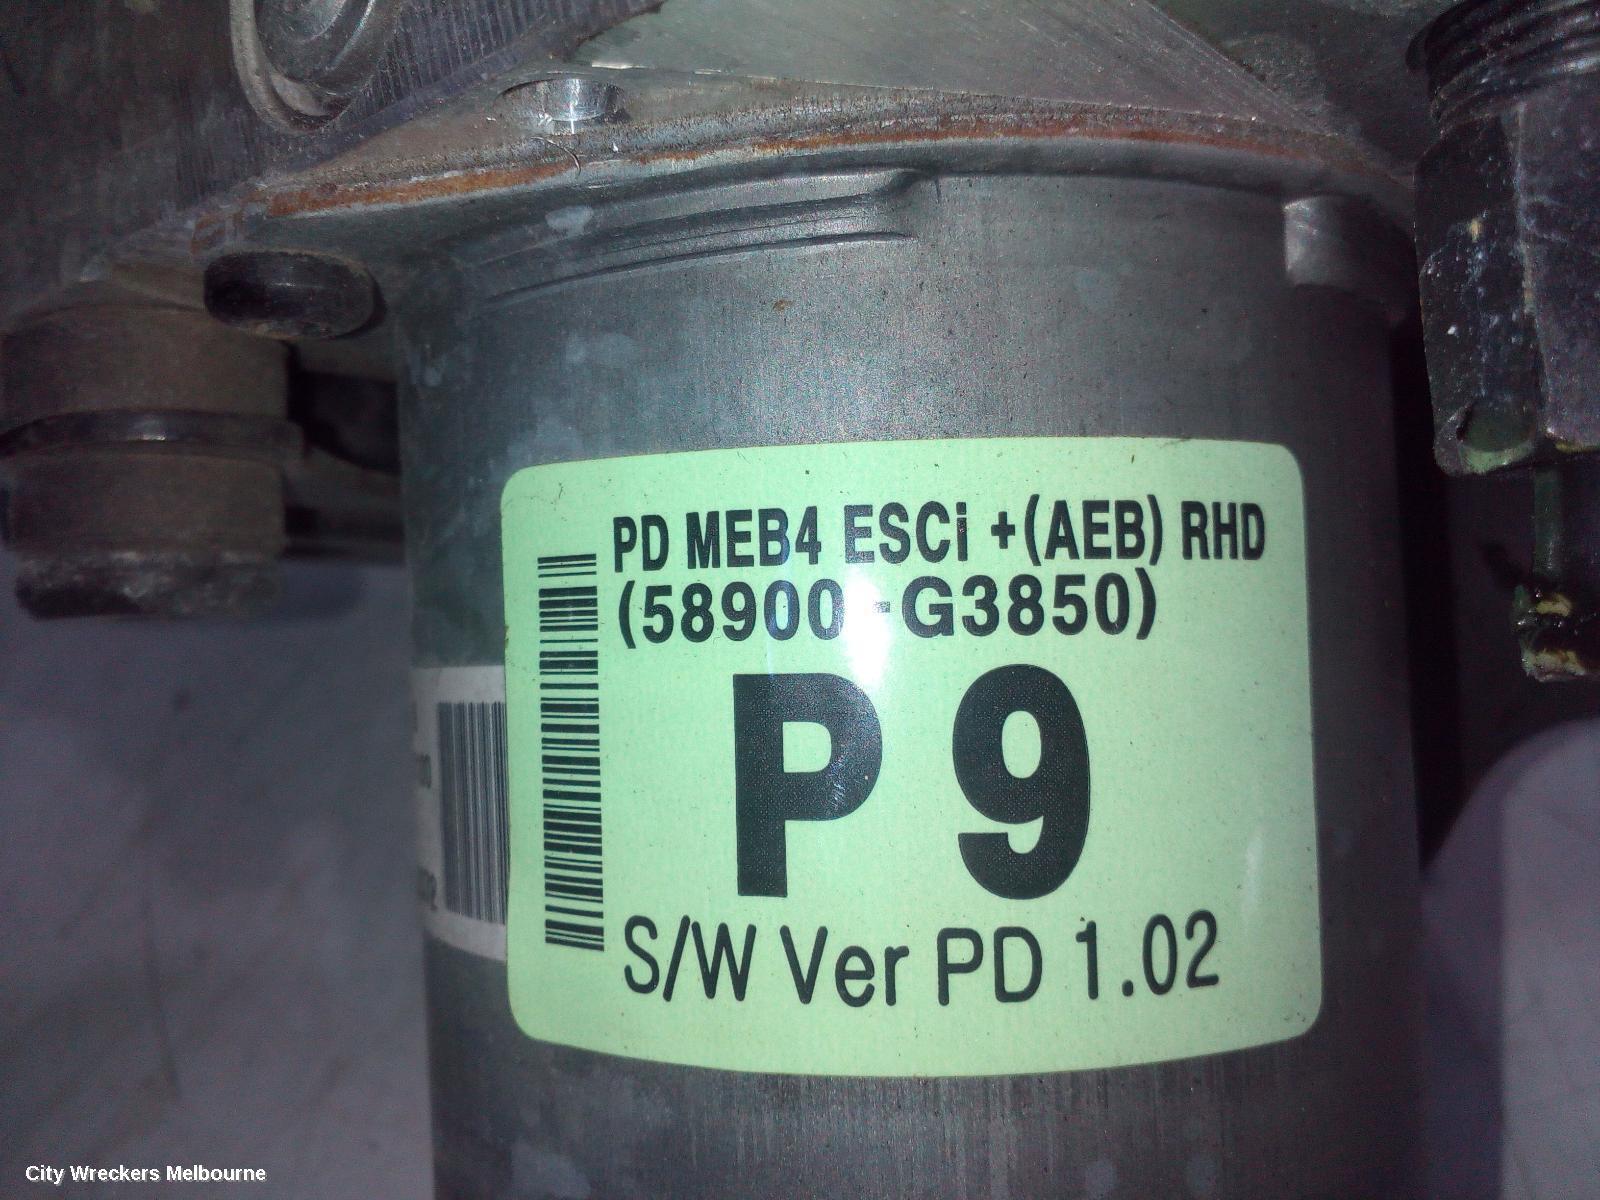 PD MEB4 ESCi +(AEB) RHD
(58900-G3850)
P 9
S/W Ver PD 1.02
City Wreckers Melbourne